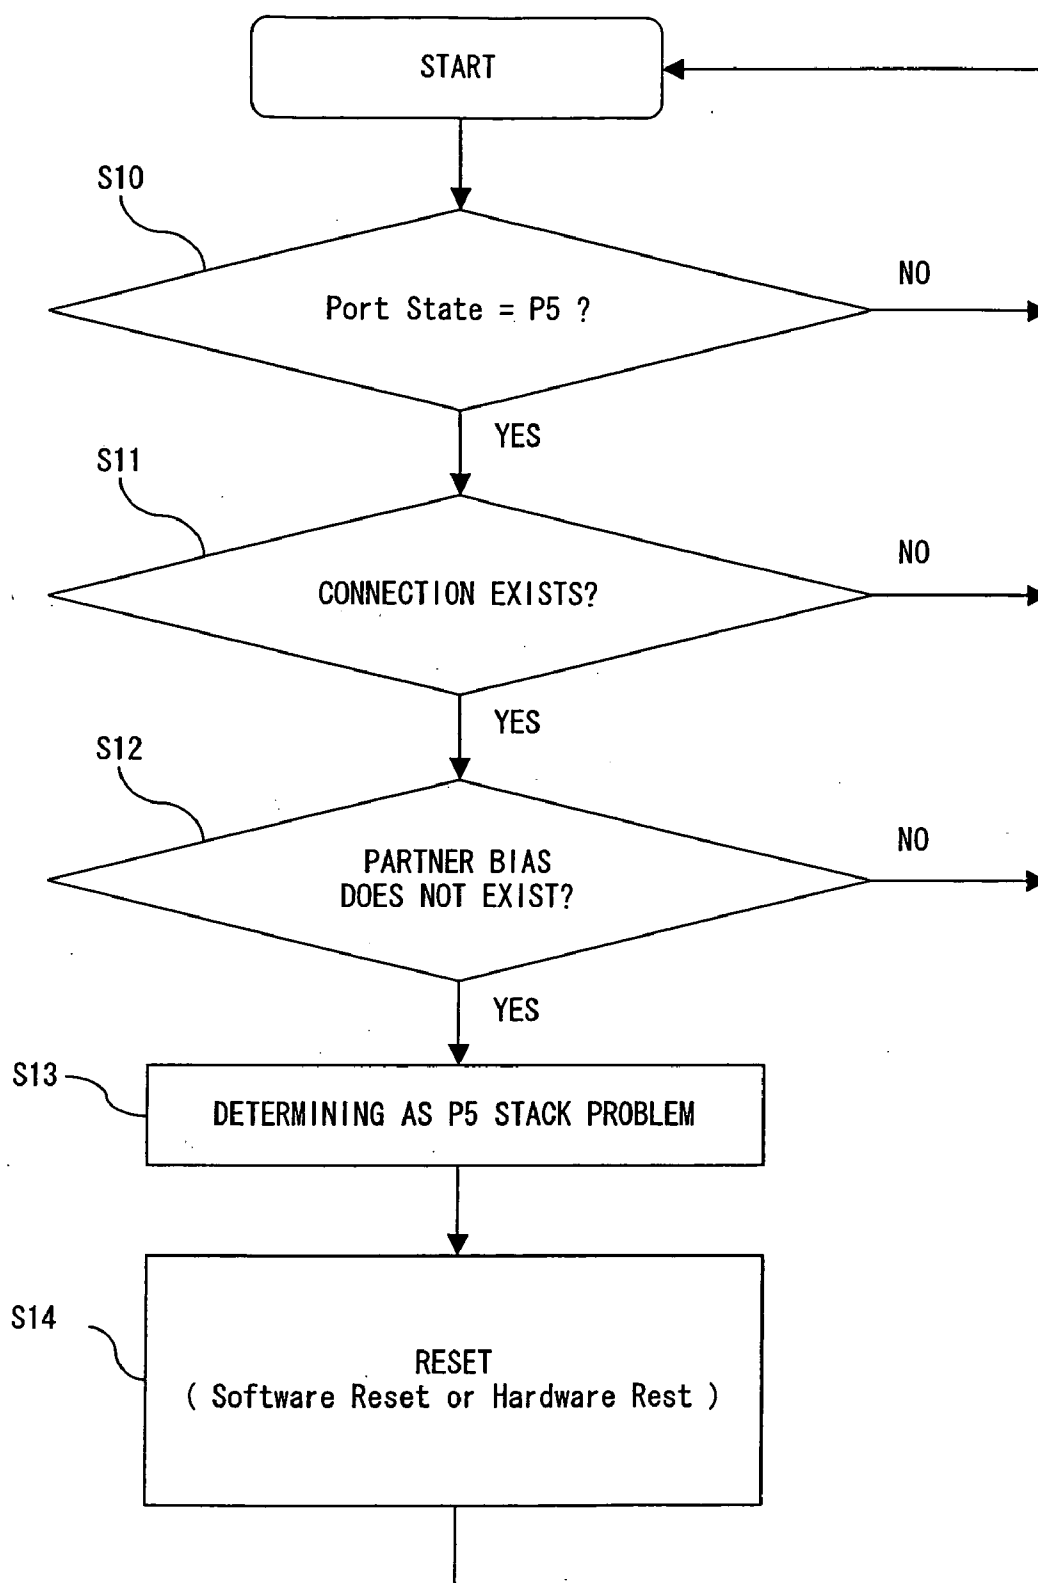 START
S10
Port State = P5 ?
NO
YES
S11
CONNECTION EXISTS?
NO
YES
S12
PARTNER BIAS
DOES NOT EXIST?
NO
YES
S13
DETERMINING AS P5 STACK PROBLEM
S14
RESET
( Software Reset or Hardware Rest )